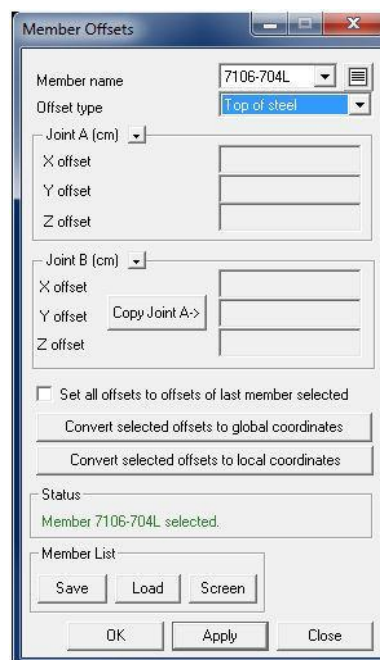 Member Offsets
Member name 7106-704L
Offset type Top of steel
Joint A (cm)
X offset
Y offset
Z offset
Joint B (cm)
X offset
Y offset Copy Joint A->
Z offset
Set all offsets to offsets of last member selected
Convert selected offsets to global coordinates
Convert selected offsets to local coordinates
Status
Member 7106-704L selected.
Member List
Save Load Screen
OK Apply Close